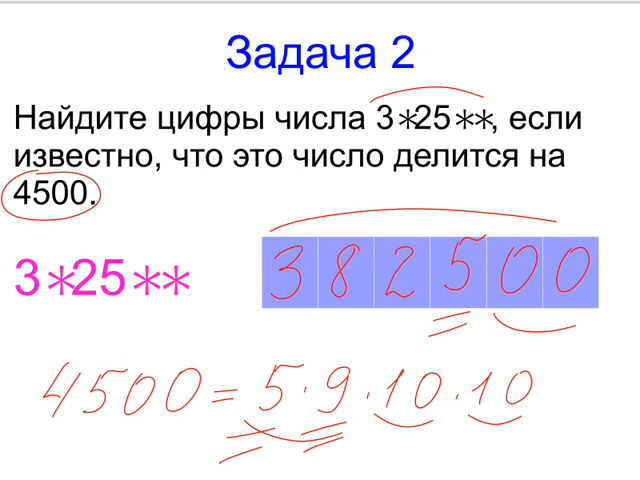 Задача 2
Найдите цифры числа 3*25**, если
известно, что это число делится на
4500.
3*25**
382500
4500 = 5 · 9 · 10 · 10